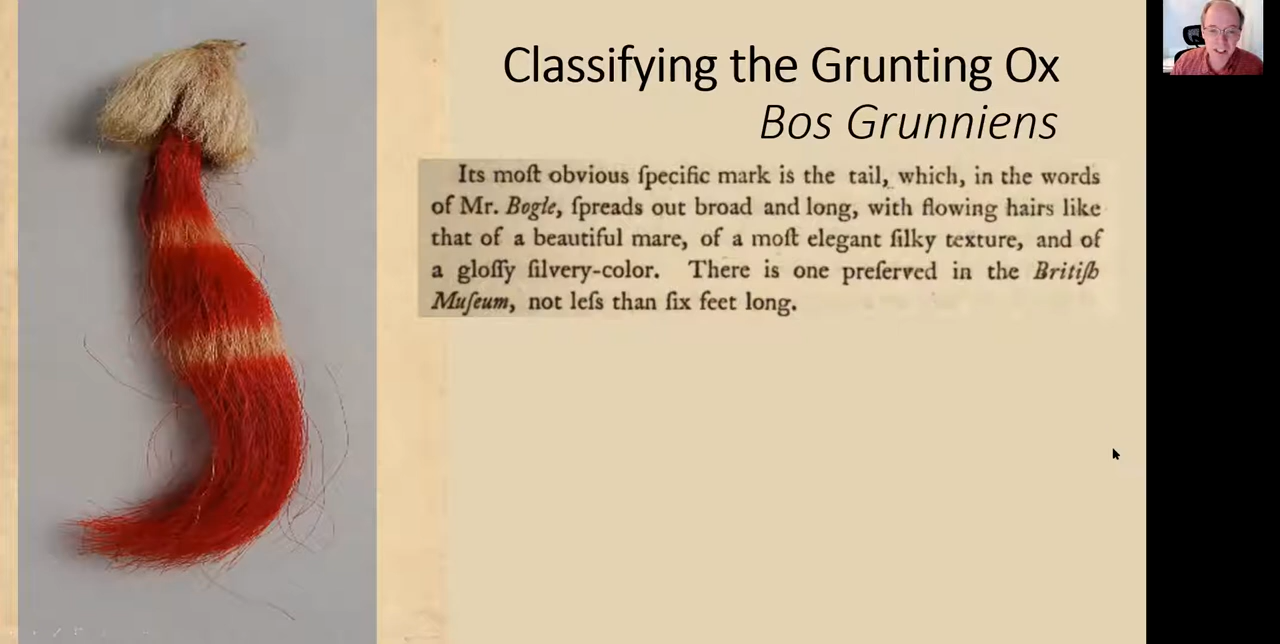 Classifying the Grunting Ox
Bos Grunniens
Its moſt obvious ſpecific mark is the tail, which, in the words
of Mr. Bogle, ſpreads out broad and long, with flowing hairs like
that of a beautiful mare, of a moſt elegant ſilky texture, and of
a gloſſy ſilvery-color. There is one preſerved in the Britiſh
Muſeum, not leſs than ſix feet long.